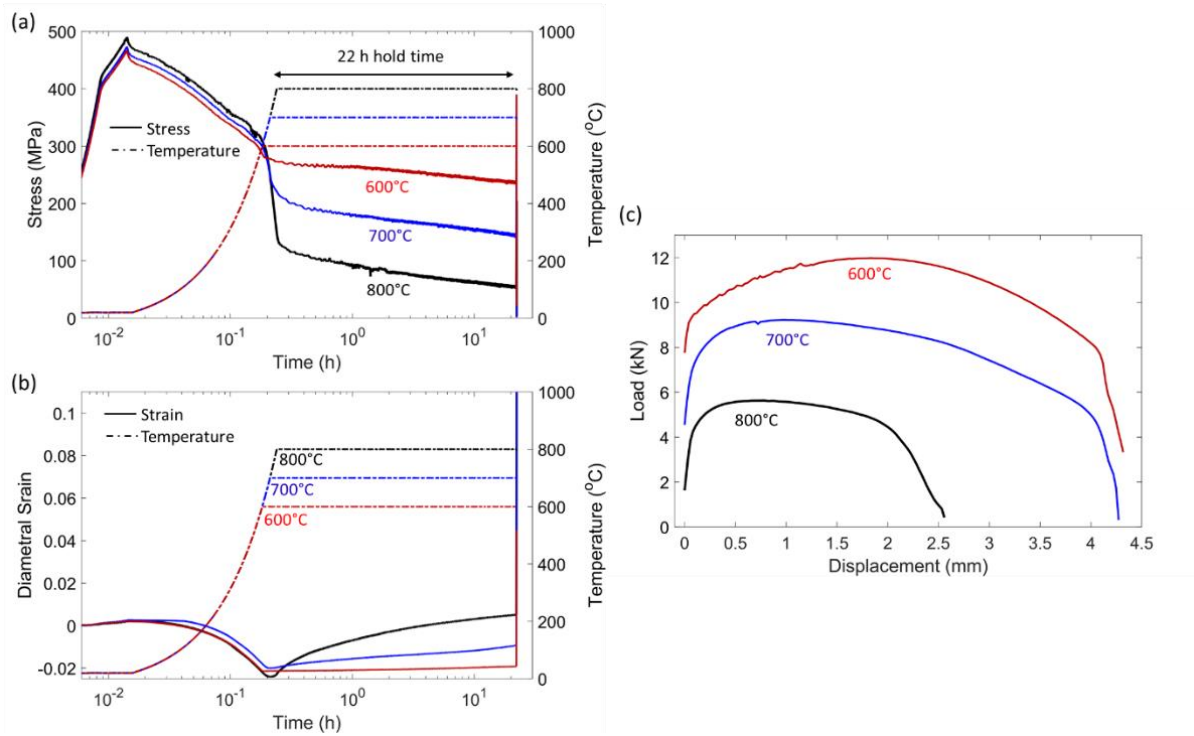 (a)
500
400
300
200
100
0
Stress (MPa)
1000
800
600
400
200
0
Temperature (°C)
22 h hold time
Stress
Temperature
600°C
700°C
800°C
10⁻² 10⁻¹ 10⁰ 10¹
Time (h)
(b)
0.1
0.08
0.06
0.04
0.02
0
-0.02
Diametral Srain
1000
800
600
400
200
0
Temperature (°C)
Strain
Temperature
800°C
700°C
600°C
10⁻² 10⁻¹ 10⁰ 10¹
Time (h)
(c)
12
10
8
6
4
2
0
Load (kN)
600°C
700°C
800°C
0 0.5 1 1.5 2 2.5 3 3.5 4 4.5
Displacement (mm)